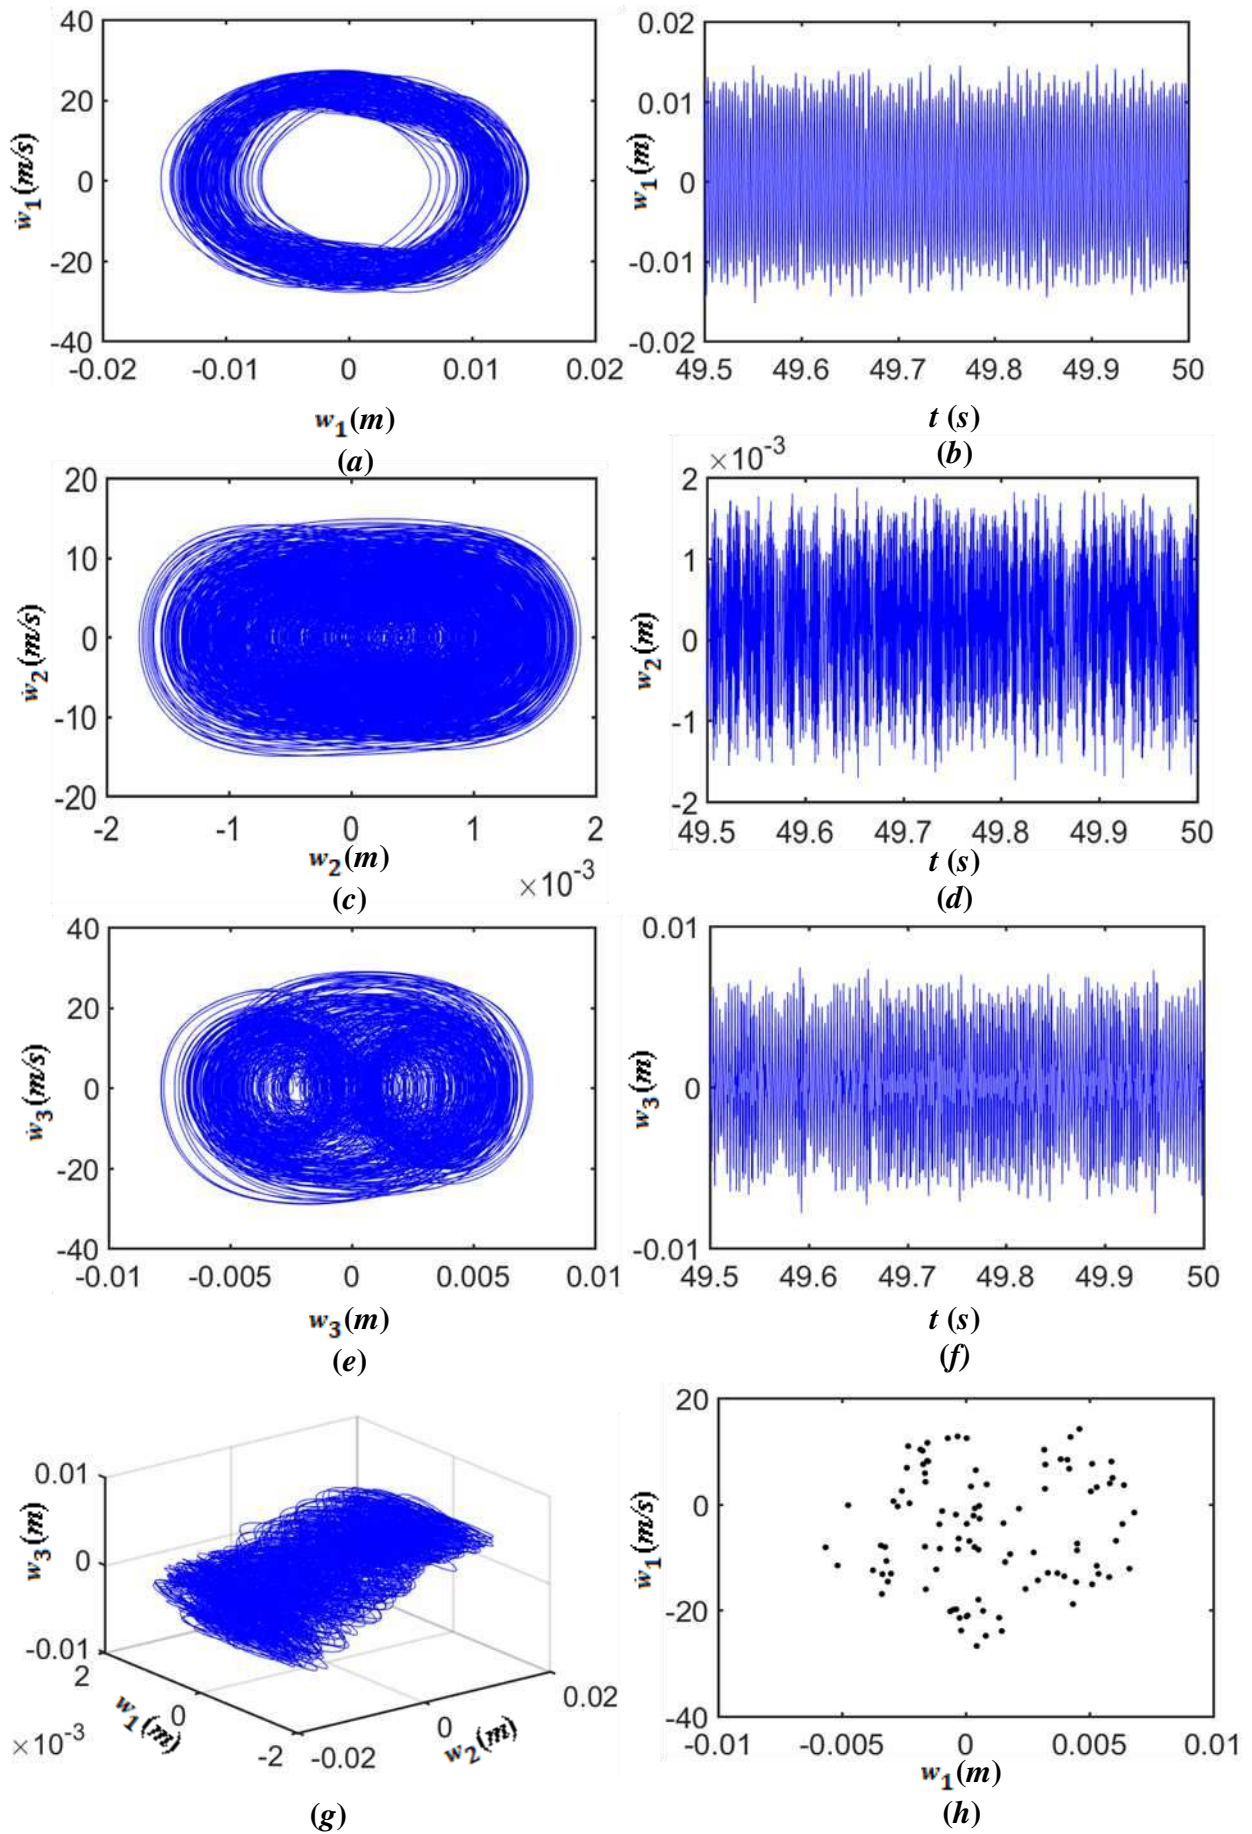 40
20
0
-20
-40
-0.02 -0.01 0 0.01 0.02
ẇ₁(m/s)
w₁(m)
(a)
0.02
0.01
0
-0.01
-0.02
49.5 49.6 49.7 49.8 49.9 50
w₁(m)
t (s)
(b)
20
10
0
-10
-20
-2 -1 0 1 2
ẇ₂(m/s)
w₂(m)
×10⁻³
(c)
×10⁻³
2
1
0
-1
-2
49.5 49.6 49.7 49.8 49.9 50
w₂(m)
t (s)
(d)
40
20
0
-20
-40
-0.01 -0.005 0 0.005 0.01
ẇ₃(m/s)
w₃(m)
(e)
0.01
0
-0.01
49.5 49.6 49.7 49.8 49.9 50
w₃(m)
t (s)
(f)
0.01
0
-0.01
w₃(m)
2
0
-2
×10⁻³
w₁(m)
-0.02
0
0.02
w₂(m)
(g)
20
0
-20
-40
-0.01 -0.005 0 0.005 0.01
ẇ₁(m/s)
w₁(m)
(h)